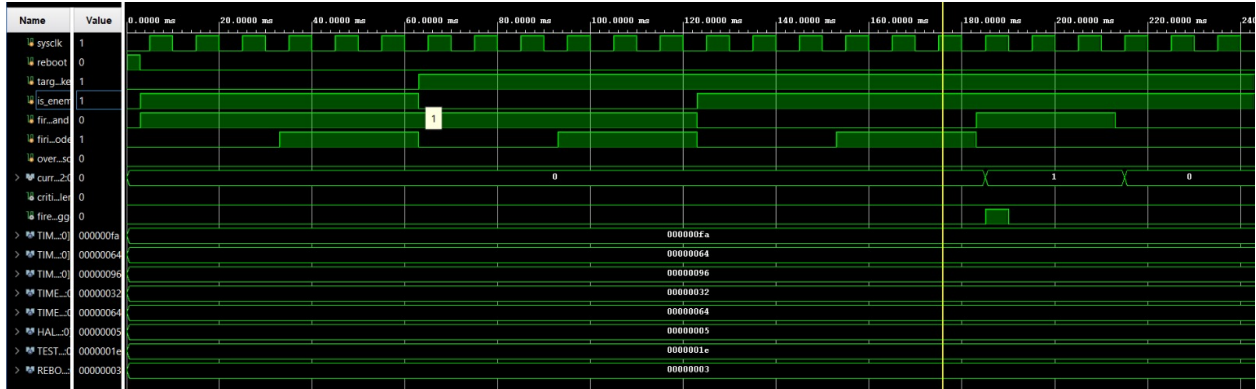 Name Value 0.0000 ms 20.0000 ms 40.0000 ms 60.0000 ms 80.0000 ms 100.0000 ms 120.0000 ms 140.0000 ms 160.0000 ms 180.0000 ms 200.0000 ms 220.0000 ms 240
sysclk 1
reboot 0
targ...ke 1
is_enem 1
fir...and 0 1
firi...ode 1
over...sc 0
curr...2:0 0 0 1 0
criti...ler 0
fire...gg 0
TIM...:0] 000000fa 000000fa
TIM...:0] 00000064 00000064
TIM...:0] 00000096 00000096
TIME...:0 00000032 00000032
TIME...:0 00000064 00000064
HAL...:0] 00000005 00000005
TEST...:0 0000001e 0000001e
REBO... 00000003 00000003